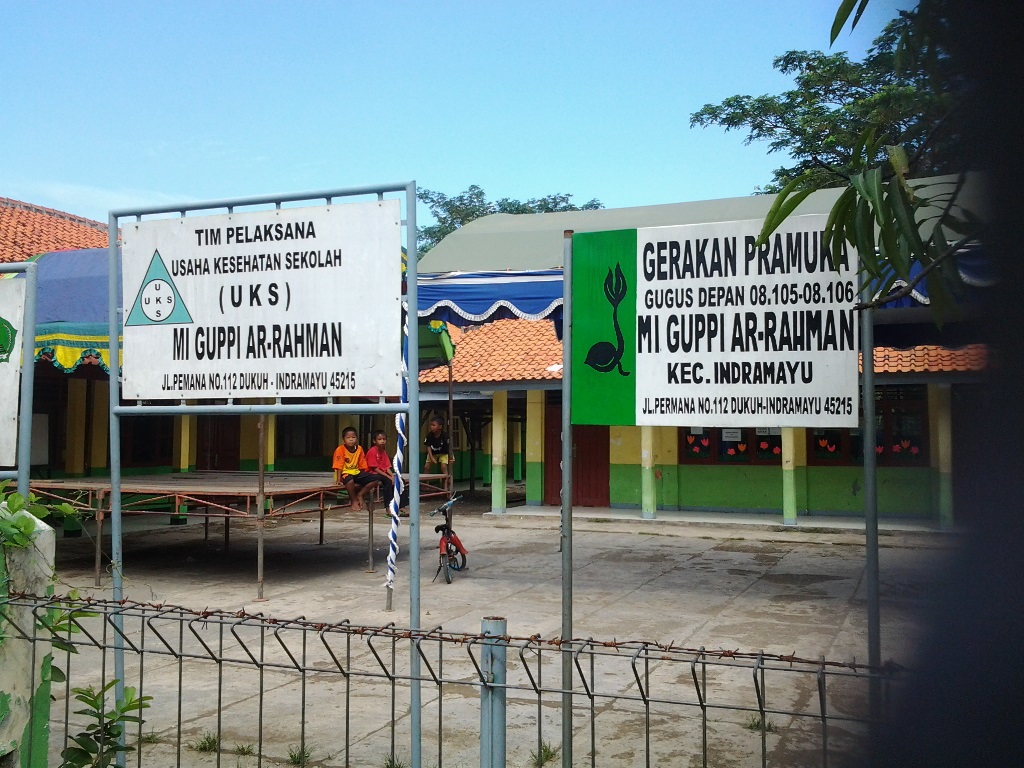 TIM PELAKSANA
USAHA KESEHATAN SEKOLAH
(UKS)
U
UKS
S
MI GUPPI AR-RAHMAN
JL.PEMANA NO.112 DUKUH - INDRAMAYU 45215
GERAKAN PRAMUKA
GUGUS DEPAN 08.105-08.106
MI GUPPI AR-RAHMAN
KEC. INDRAMAYU
JL.PERMANA NO.112 DUKUH-INDRAMAYU 45215